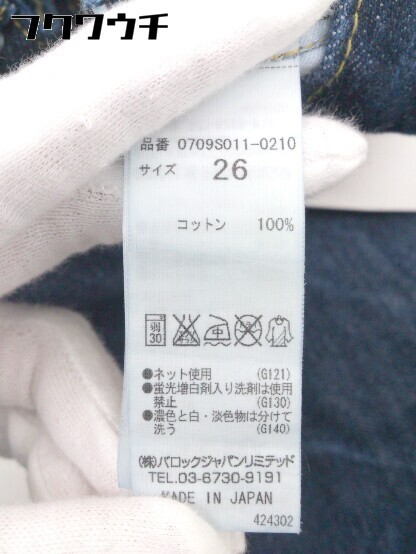 フクワウチ
品番 0709S011-0210
サイズ 26
コットン 100%
弱
30
中
●ネット使用 (G121)
●蛍光増白剤入り洗剤は使用
禁止 (G130)
●濃色と白・淡色物は分けて
洗う (G140)
(株)バロックジャパンリミテッド
TEL.03-6730-9191
MADE IN JAPAN
424302